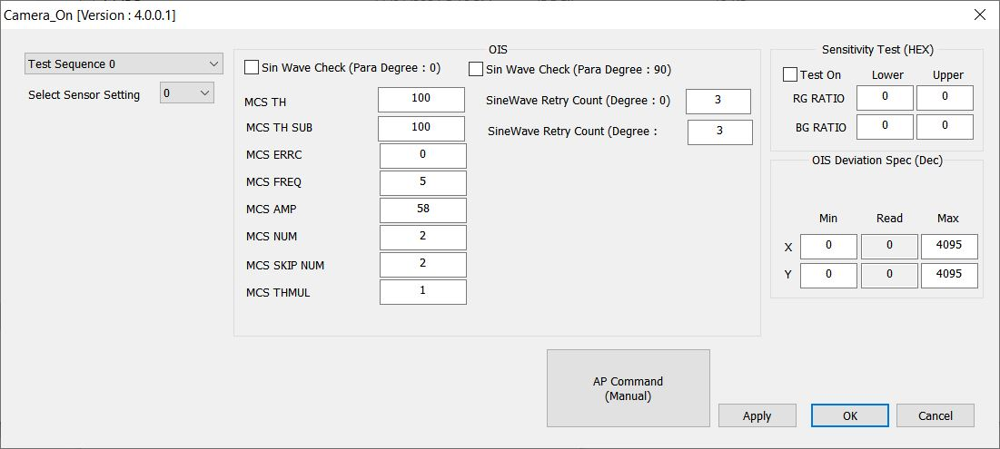 Camera_On [Version : 4.0.0.1]
Test Sequence 0
Select Sensor Setting 0
OIS
Sin Wave Check (Para Degree : 0)
Sin Wave Check (Para Degree : 90)
MCS TH 100
MCS TH SUB 100
MCS ERRC 0
MCS FREQ 5
MCS AMP 58
MCS NUM 2
MCS SKIP NUM 2
MCS THMUL 1
SineWave Retry Count (Degree : 0) 3
SineWave Retry Count (Degree : 3
Sensitivity Test (HEX)
Test On Lower Upper
RG RATIO 0 0
BG RATIO 0 0
OIS Deviation Spec (Dec)
Min Read Max
X 0 0 4095
Y 0 0 4095
AP Command
(Manual)
Apply OK Cancel